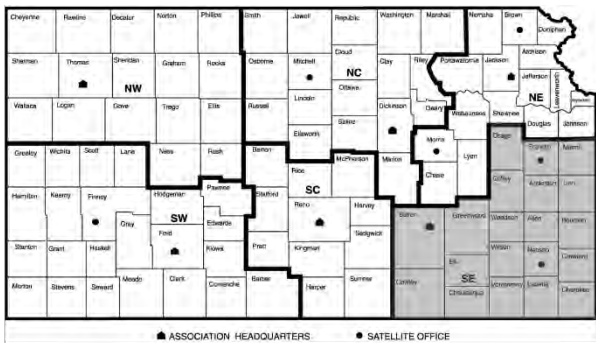 Cheyenne Rawlins Decatur Norton Phillips Smith Jewell Republic Washington Marshall Nemaha Brown Doniphan
Sherman Thomas Sheridan Graham Rooks Osborne Mitchell Cloud Clay Riley Pottawatomie Jackson Atchison
NW NC NE
Jefferson Leavenworth
Wallace Logan Gove Trego Ellis Russell Lincoln Ottawa Dickinson Geary Wabaunsee Shawnee
Ellsworth Saline Douglas Johnson
Greeley Wichita Scott Lane Ness Rush Barton McPherson Marion Morris Lyon Osage Franklin Miami
Rice Chase Coffey Anderson Linn
Hamilton Kearny Finney Hodgeman Pawnee Stafford Reno Harvey Butler Greenwood Woodson Allen Bourbon
SW SC SE
Stanton Grant Haskell Gray Ford Edwards Kiowa Pratt Kingman Sedgwick Elk Wilson Neosho Crawford
Morton Stevens Seward Meade Clark Comanche Barber Harper Sumner Cowley Chautauqua Montgomery Labette Cherokee
ASSOCIATION HEADQUARTERS SATELLITE OFFICE